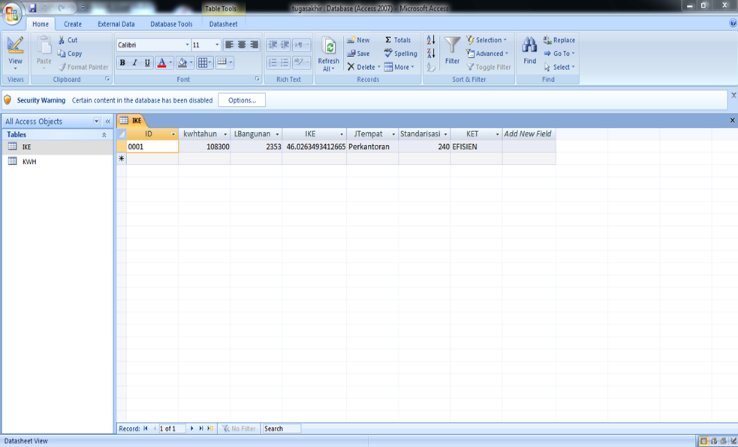 Table Tools
tugasakhir : Database (Access 2007) - Microsoft Access
Home Create External Data Database Tools Datasheet
View
Views
Paste
Cut
Copy
Format Painter
Clipboard
Calibri 11
B I U A
Font
Rich Text
Refresh All
New
Save
Delete
Totals
Spelling
More
Records
Filter
Selection
Advanced
Toggle Filter
Sort & Filter
Find
Replace
Go To
Select
Find
Security Warning Certain content in the database has been disabled Options...
All Access Objects
Tables
IKE
KWH
IKE
ID kwhtahun LBangunan IKE JTempat Standarisasi KET Add New Field
0001 108300 2353 46.0263493412665 Perkantoran 240 EFISIEN
Record: 1 of 1 No Filter Search
Datasheet View